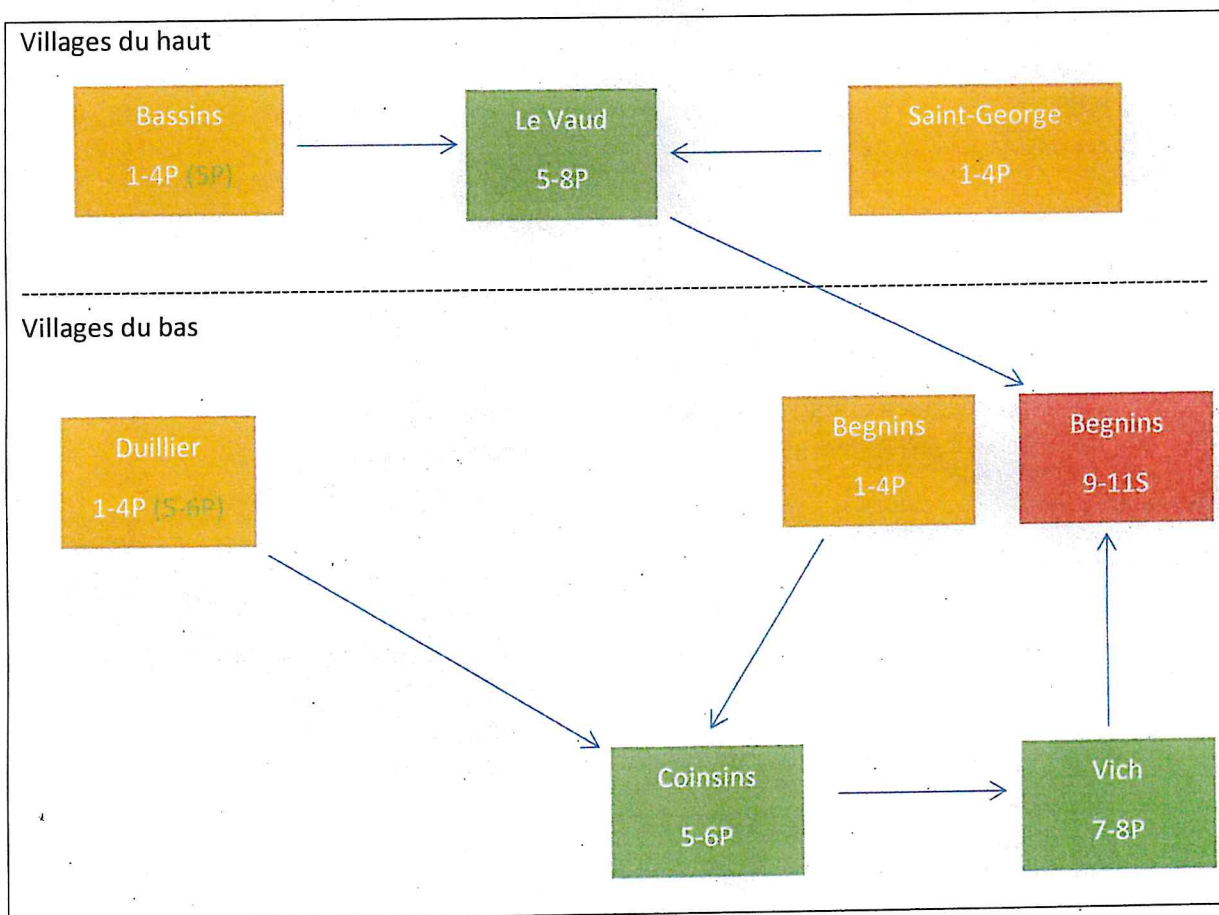 Villages du haut
Bassins
1-4P (5P)
Le Vaud
5-8P
Saint-George
1-4P
Villages du bas
Duillier
1-4P (5-6P)
Begnins
1-4P
Begnins
9-11S
Coinsins
5-6P
Vich
7-8P